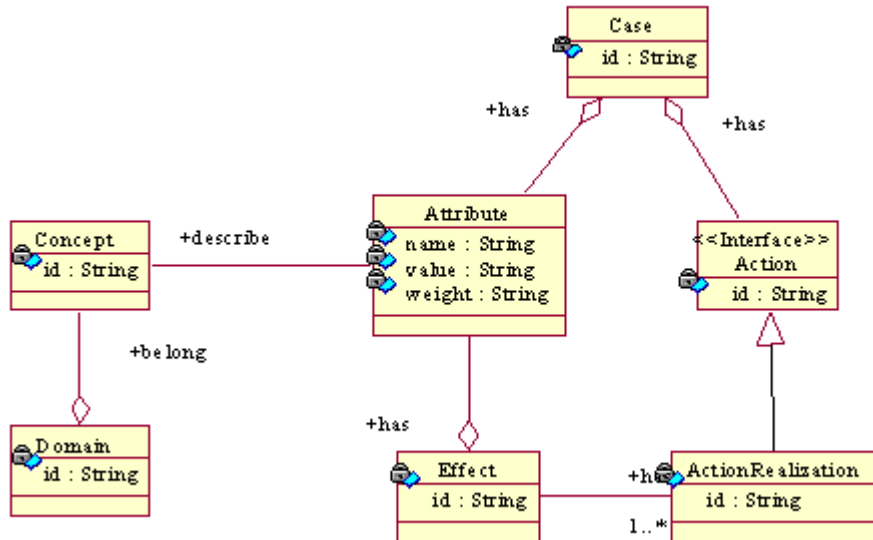 Case
id : String
+has
+has
Attribute
name : String
value : String
weight : String
Concept
id : String
+describe
<<Interface>>
Action
id : String
+belong
Domain
id : String
+has
Effect
id : String
1..*
ActionRealization
id : String